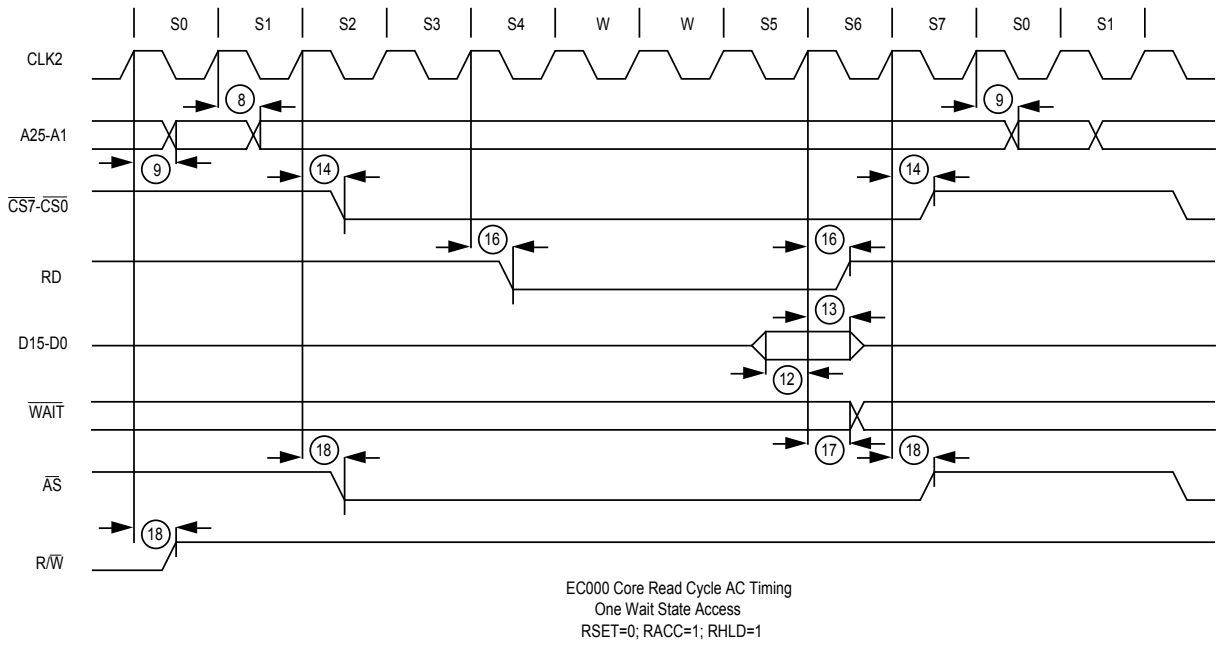 S0 S1 S2 S3 S4 W W S5 S6 S7 S0 S1
CLK2
8 9
A25-A1
9 14 14
CS7-CS0
16 16
RD
13
D15-D0
12
WAIT
18 17 18
AS
18
R/W
EC000 Core Read Cycle AC Timing
One Wait State Access
RSET=0; RACC=1; RHLD=1